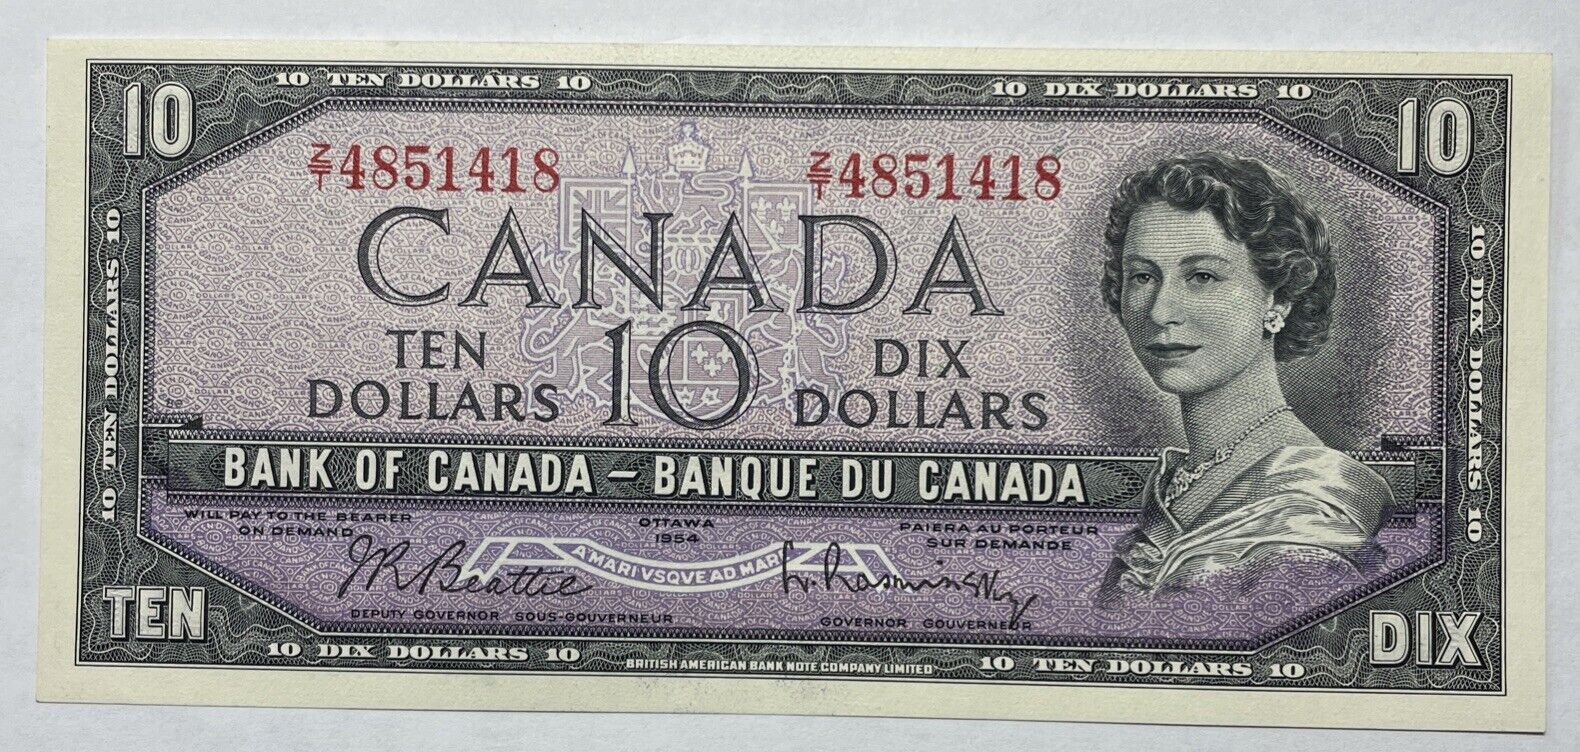 10 TEN DOLLARS 10
10 DIX DOLLARS 10
10
10
Z/T 4851418
Z/T 4851418
CANADA
TEN DOLLARS
10
DIX DOLLARS
10 TEN DOLLARS 10
10 DIX DOLLARS 10
BANK OF CANADA – BANQUE DU CANADA
WILL PAY TO THE BEARER
ON DEMAND
OTTAWA
1954
PAIERA AU PORTEUR
SUR DEMANDE
A MARI VSQVE AD MARE
J.R. Beattie
L. Rasminsky
DEPUTY GOVERNOR SOUS-GOUVERNEUR
GOVERNOR GOUVERNEUR
TEN
DIX
10 DIX DOLLARS 10
BRITISH AMERICAN BANK NOTE COMPANY LIMITED
10 TEN DOLLARS 10